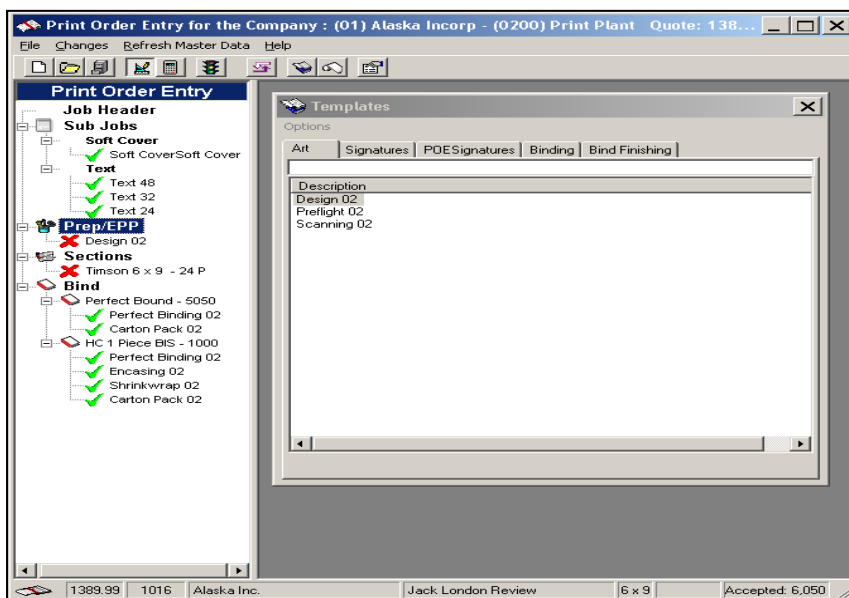 Print Order Entry for the Company : (01) Alaska Incorp - (0200) Print Plant Quote: 138...
File Changes Refresh Master Data Help
Print Order Entry
Job Header
Sub Jobs
Soft Cover
Soft CoverSoft Cover
Text
Text 48
Text 32
Text 24
Prep/EPP
Design 02
Sections
Timson 6 x 9 - 24 P
Bind
Perfect Bound - 5050
Perfect Binding 02
Carton Pack 02
HC 1 Piece BIS - 1000
Perfect Binding 02
Encasing 02
Shrinkwrap 02
Carton Pack 02
Templates
Options
Art Signatures POESignatures Binding Bind Finishing
Description
Design 02
Preflight 02
Scanning 02
1389.99 1016 Alaska Inc. Jack London Review 6 x 9 Accepted: 6,050